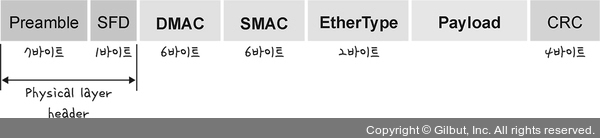 Preamble SFD DMAC SMAC EtherType Payload CRC
7바이트 1바이트 6바이트 6바이트 2바이트 4바이트
Physical layer
header
Copyright © Gilbut, Inc. All rights reserved.